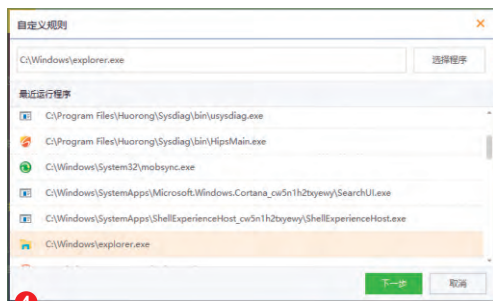 自定义规则
C:\Windows\explorer.exe
选择程序
最近运行程序
C:\Program Files\Huorong\Sysdiag\bin\usysdiag.exe
C:\Program Files\Huorong\Sysdiag\bin\HipsMain.exe
C:\Windows\System32\mobsync.exe
C:\Windows\SystemApps\Microsoft.Windows.Cortana_cw5n1h2txyewy\SearchUI.exe
C:\Windows\SystemApps\ShellExperienceHost_cw5n1h2txyewy\ShellExperienceHost.exe
C:\Windows\explorer.exe
下一步
取消